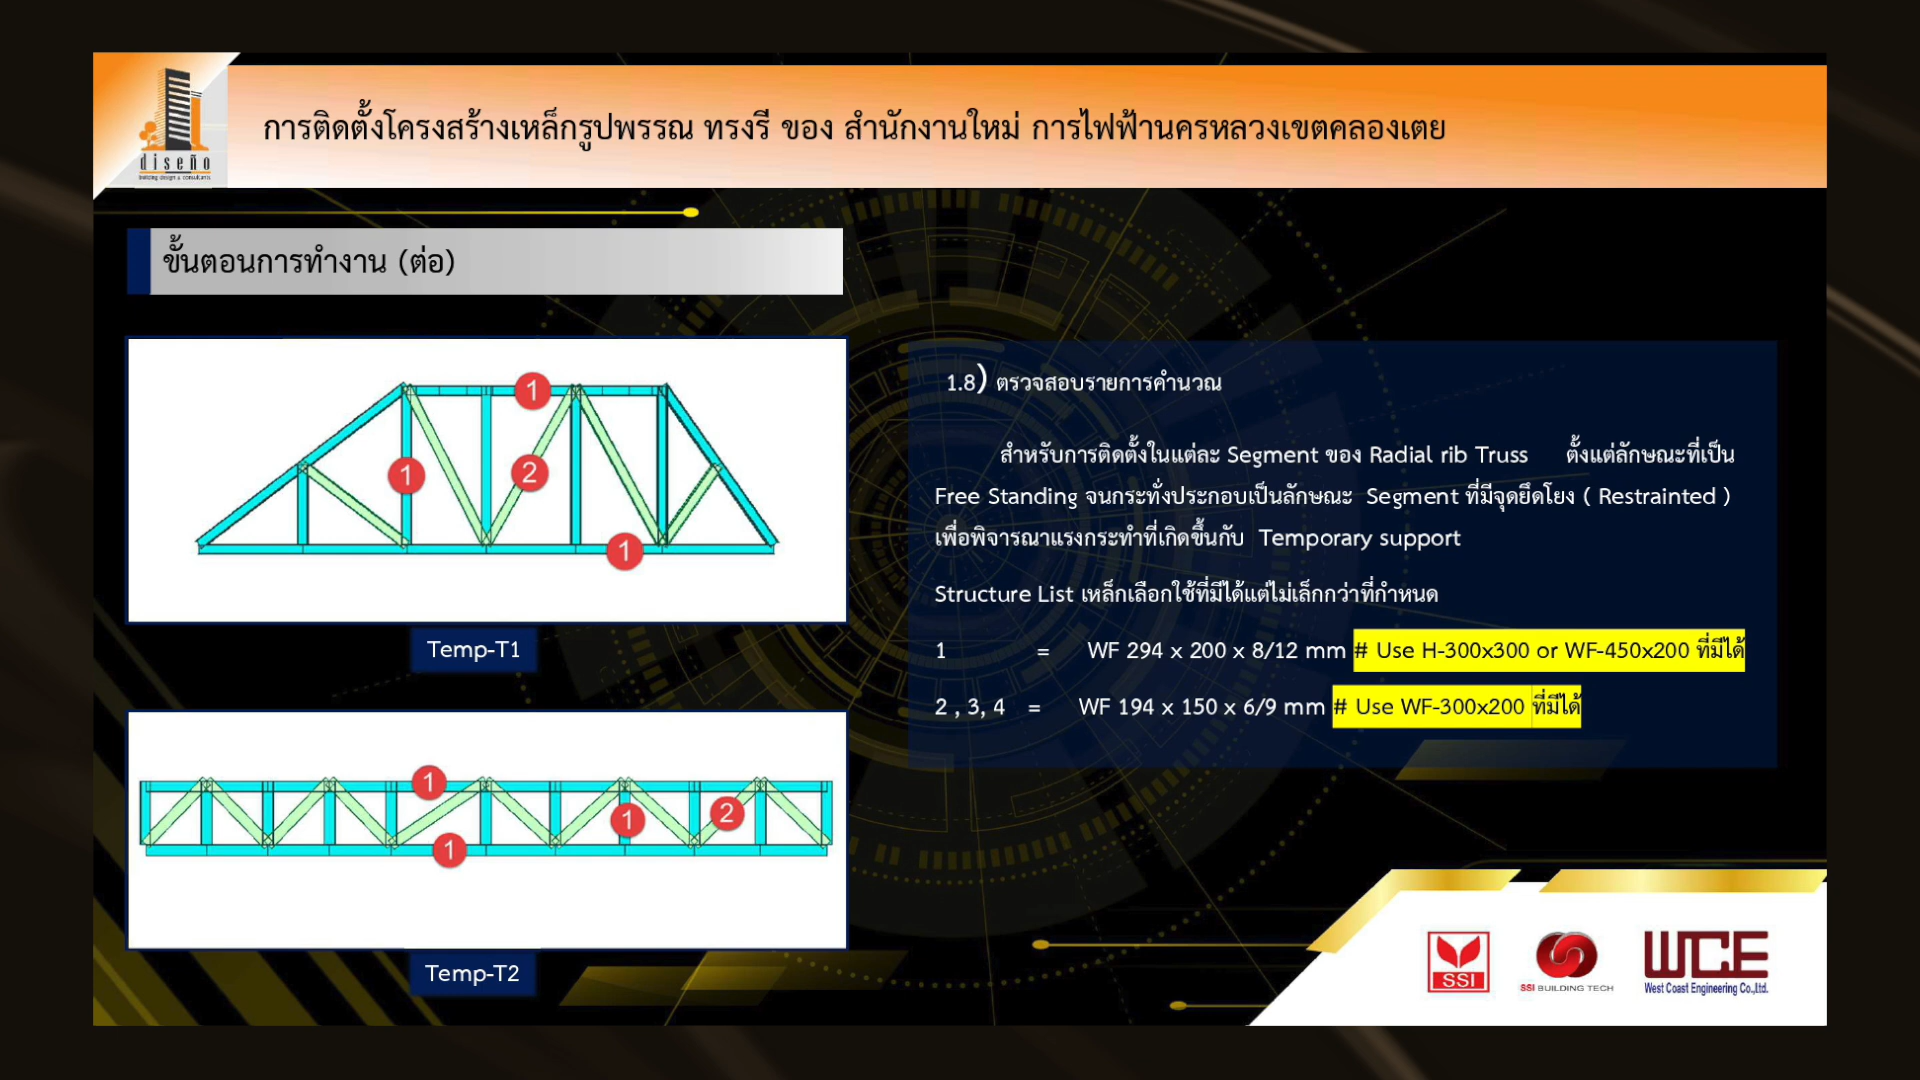 การติดตั้งโครงสร้างเหล็กรูปพรรณ ทรงรี ของ สำนักงานใหม่ การไฟฟ้านครหลวงเขตคลองเตย
diseño
building design & consultants
ขั้นตอนการทำงาน (ต่อ)
1
1
2
1
Temp-T1
1
1
2
1
Temp-T2
1.8) ตรวจสอบรายการคำนวณ
สำหรับการติดตั้งในแต่ละ Segment ของ Radial rib Truss ตั้งแต่ลักษณะที่เป็น
Free Standing จนกระทั่งประกอบเป็นลักษณะ Segment ที่มีจุดยึดโยง ( Restrainted )
เพื่อพิจารณาแรงกระทำที่เกิดขึ้นกับ Temporary support
Structure List เหล็กเลือกใช้ที่มีได้แต่ไม่เล็กกว่าที่กำหนด
1 = WF 294 x 200 x 8/12 mm # Use H-300x300 or WF-450x200 ที่มีได้
2 , 3, 4 = WF 194 x 150 x 6/9 mm # Use WF-300x200 ที่มีได้
SSI
SSI BUILDING TECH
WCE
West Coast Engineering Co.,Ltd.